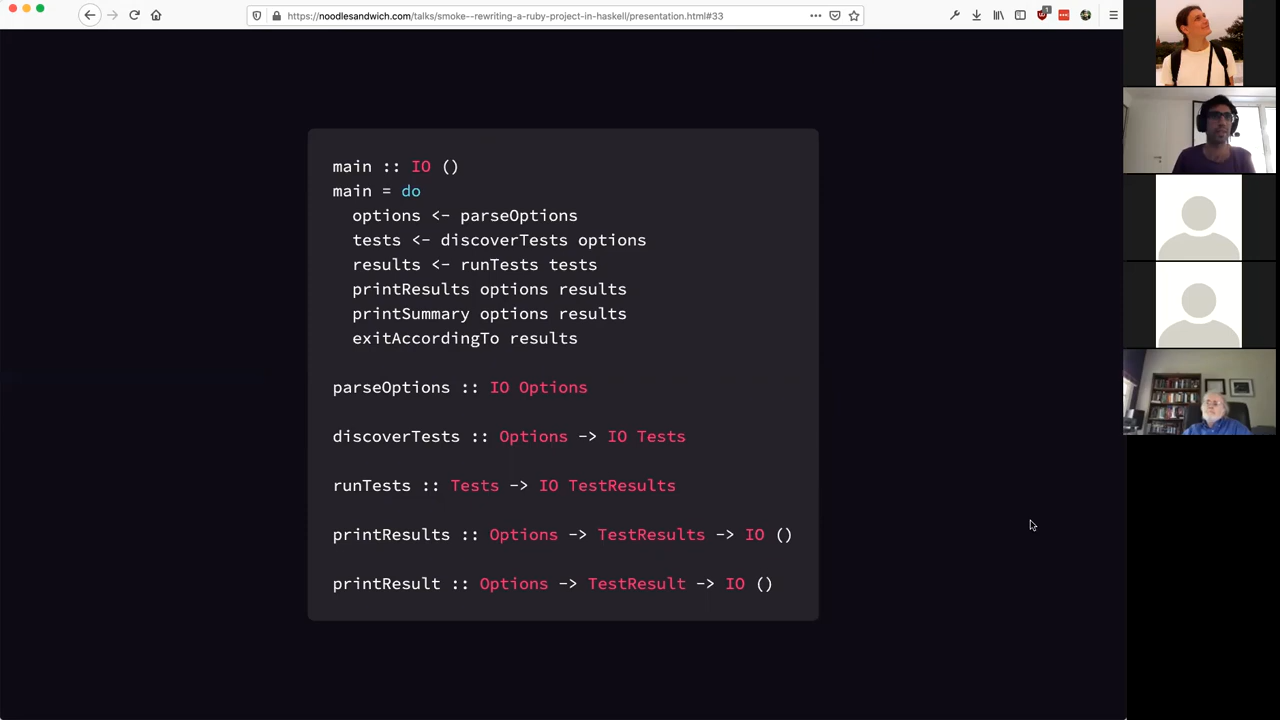 https://noodlesandwich.com/talks/smoke--rewriting-a-ruby-project-in-haskell/presentation.html#33
1
main :: IO ()
main = do
options <- parseOptions
tests <- discoverTests options
results <- runTests tests
printResults options results
printSummary options results
exitAccordingTo results
parseOptions :: IO Options
discoverTests :: Options -> IO Tests
runTests :: Tests -> IO TestResults
printResults :: Options -> TestResults -> IO ()
printResult :: Options -> TestResult -> IO ()